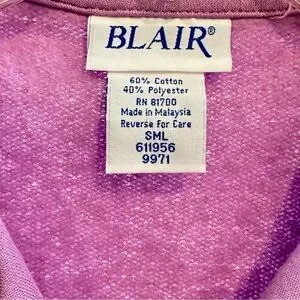 BLAIR®
60% Cotton
40% Polyester
RN 81700
Made in Malaysia
Reverse For Care
SML
611956
9971